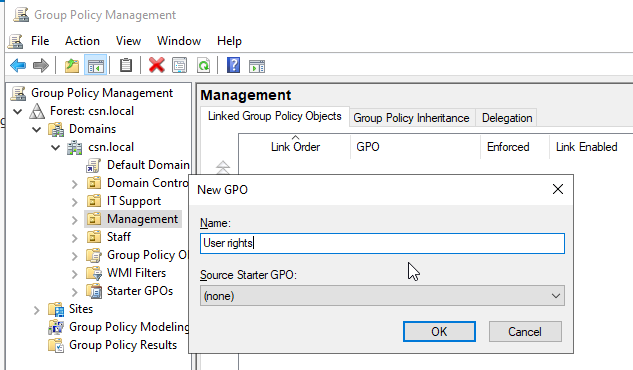 Group Policy Management
File Action View Window Help
Group Policy Management
Forest: csn.local
Domains
csn.local
Default Domain
Domain Contro
IT Support
Management
Staff
Group Policy O
WMI Filters
Starter GPOs
Sites
Group Policy Modeling
Group Policy Results
Management
Linked Group Policy Objects Group Policy Inheritance Delegation
Link Order GPO Enforced Link Enabled
New GPO
Name:
User rights
Source Starter GPO:
(none)
OK Cancel